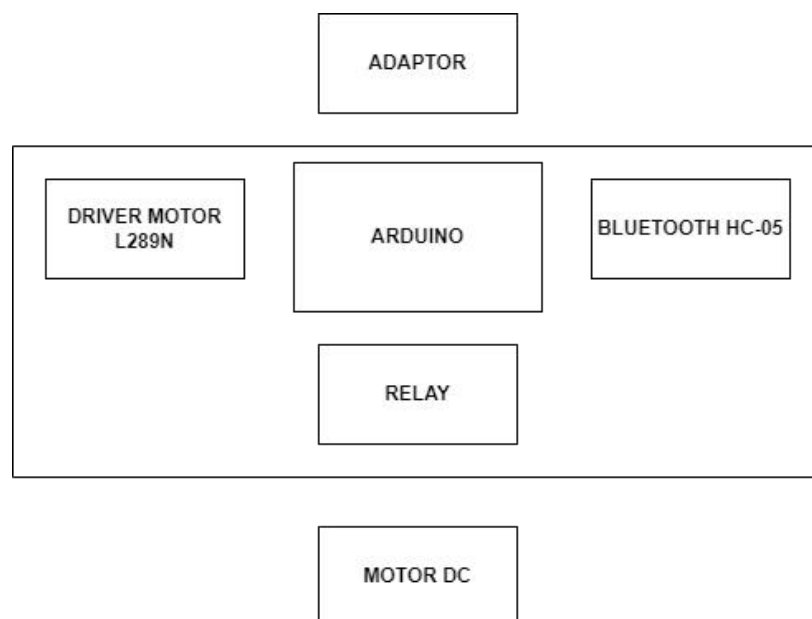 ADAPTOR
DRIVER MOTOR
L289N
ARDUINO
BLUETOOTH HC-05
RELAY
MOTOR DC